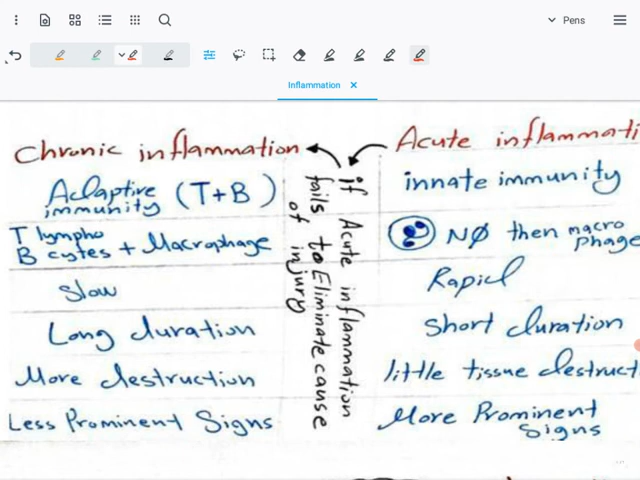 Pens
Inflammation
Chronic inflammation
Adaptive (T+B)
immunity
T lympho
B cytes + Macrophage
Slow
Long duration
More destruction
Less Prominent Signs
if Acute inflammation
fails to Eliminate cause
of injury
Acute inflammati
innate immunity
NØ then macro
phage
Rapid
Short duration
little tissue destruct
More Prominent
Signs